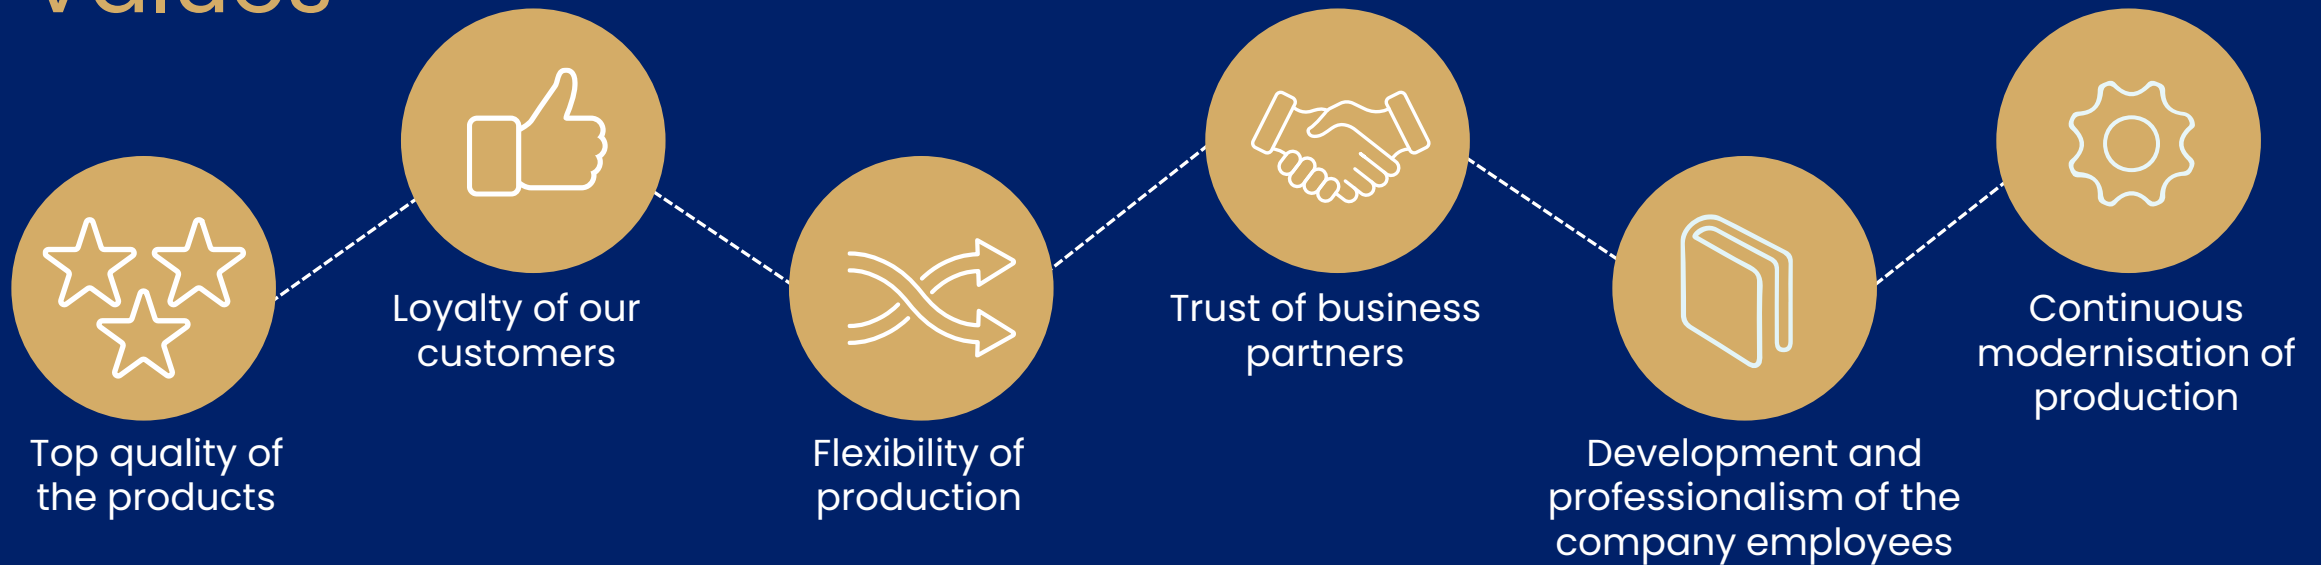 Values
Top quality of
the products
Loyalty of our
customers
Flexibility of
production
Trust of business
partners
Development and
professionalism of the
company employees
Continuous
modernisation of
production